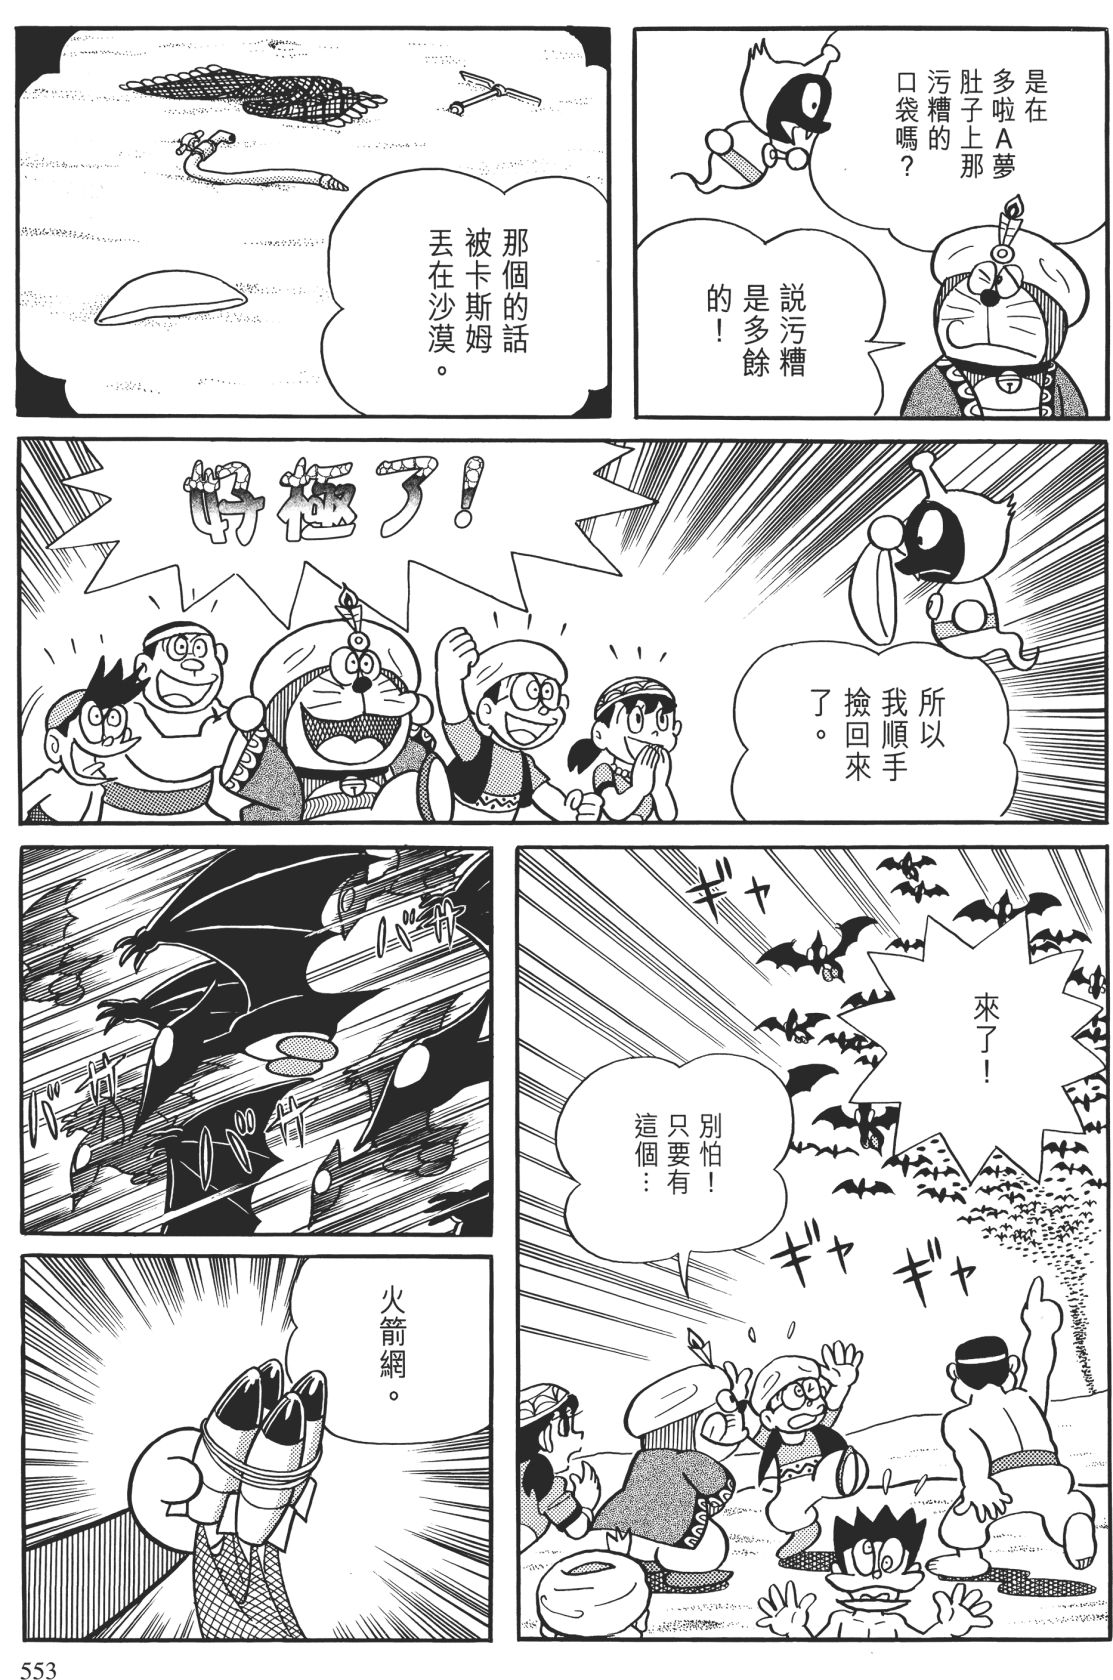 是在
多啦A夢
肚子上那
污糟的
口袋嗎？
説污糟
是多餘
的！
那個的話
被卡斯姆
丟在沙漠。
所以
我順手
撿回來
了。
好極了！
ギャ
來了！
別怕！
只要有
這個…
ギャ
ギャ
バサ
バサ
バサ
火箭網。
553